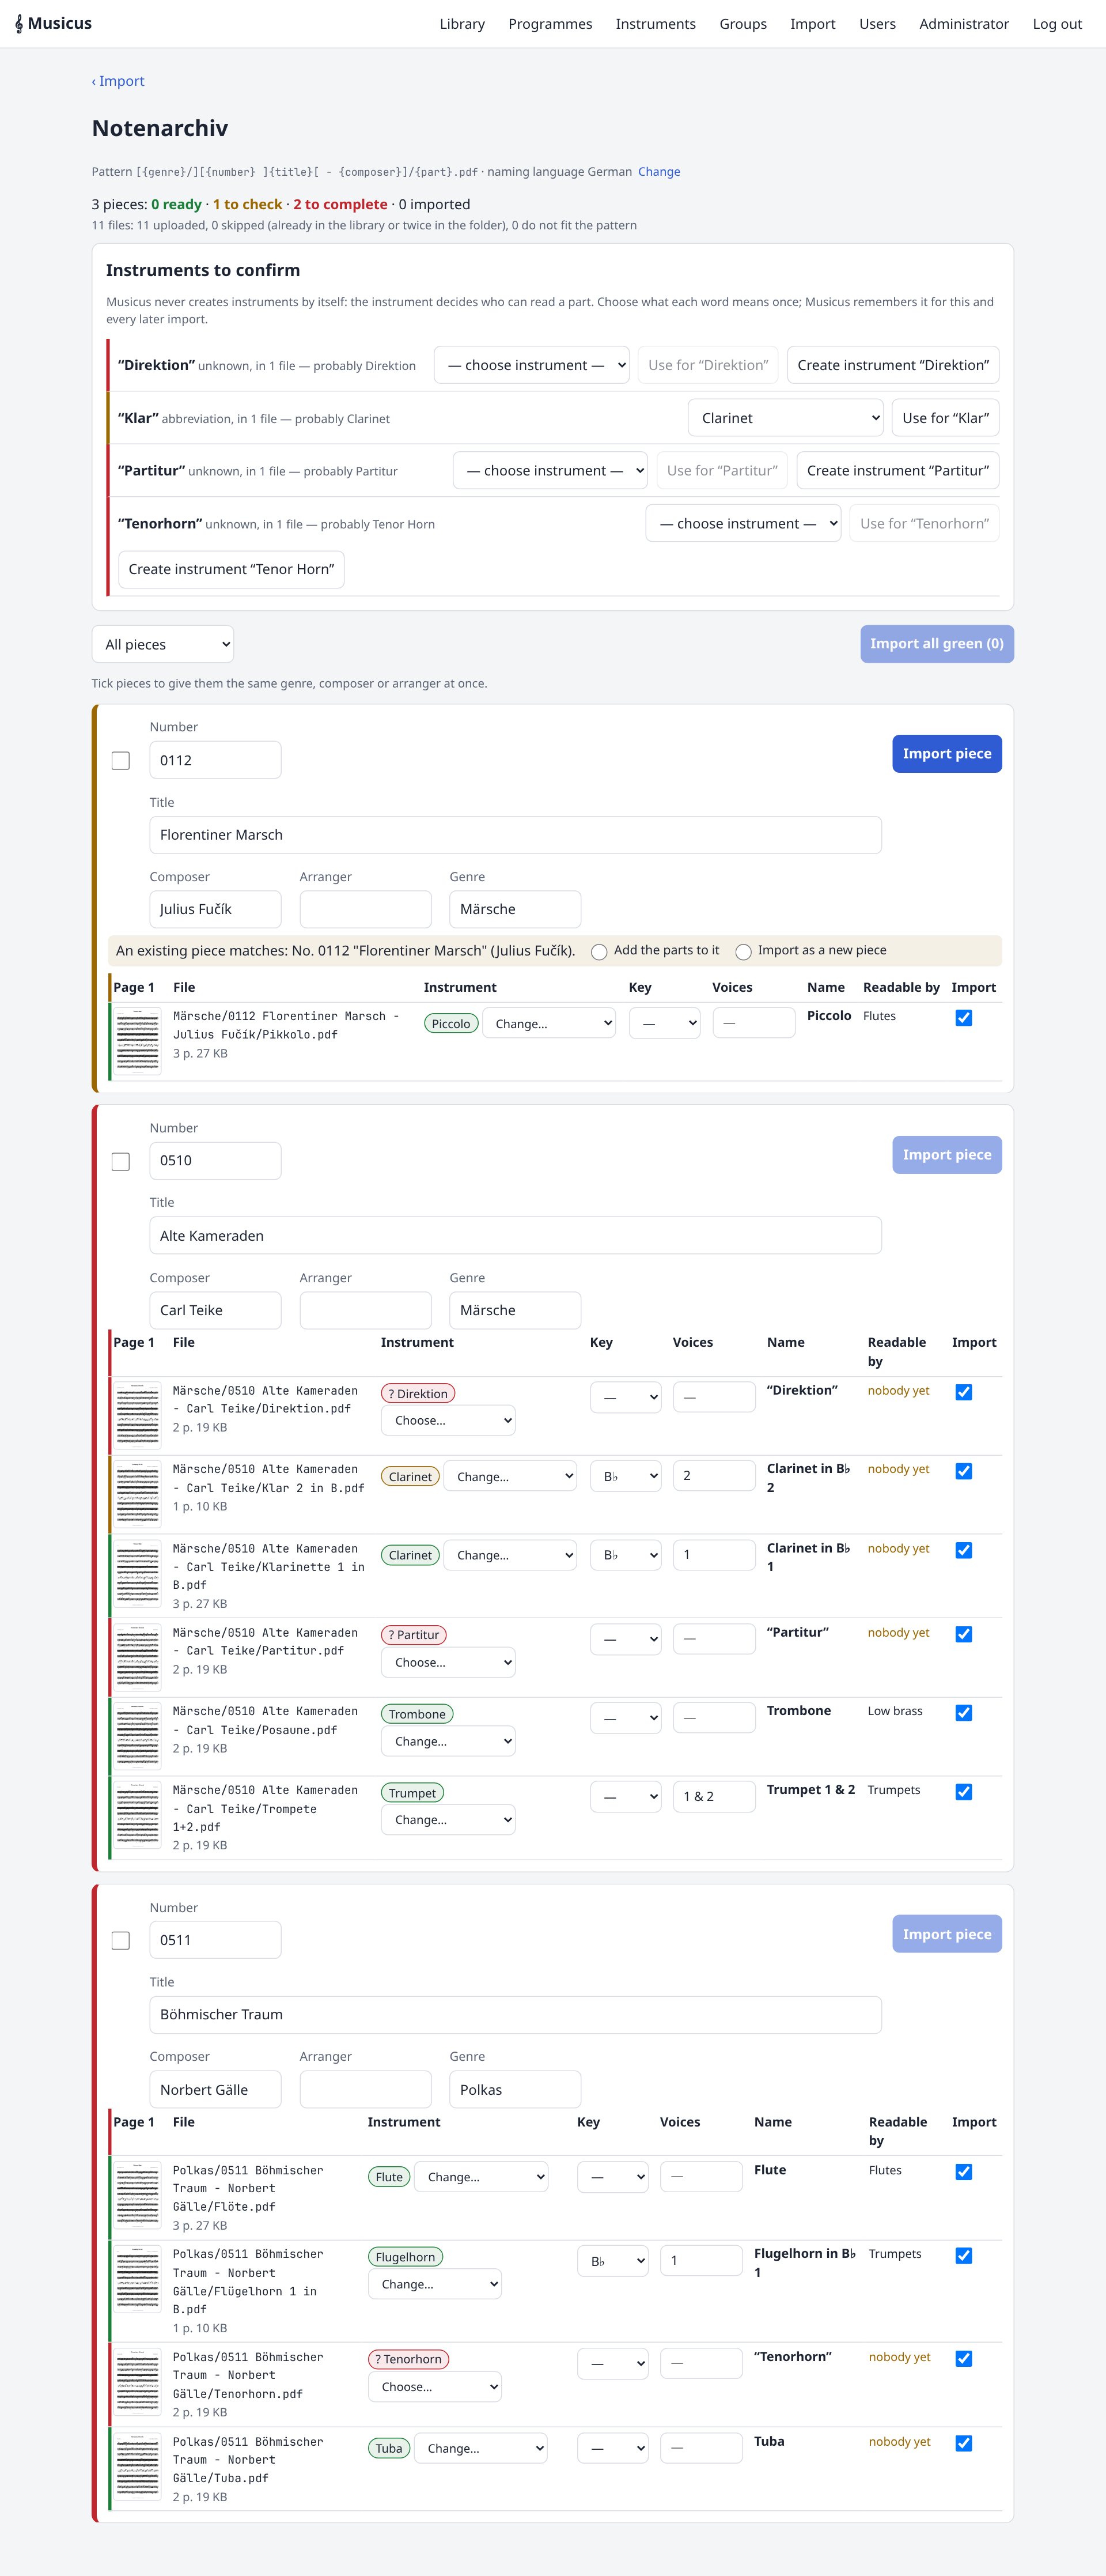 Musicus
Library Programmes Instruments Groups Import Users Administrator Log out
‹ Import
Notenarchiv
Pattern [{genre}/][{number} ]{title}[ - {composer}]/{part}.pdf · naming language German Change
3 pieces: 0 ready · 1 to check · 2 to complete · 0 imported
11 files: 11 uploaded, 0 skipped (already in the library or twice in the folder), 0 do not fit the pattern
Instruments to confirm
Musicus never creates instruments by itself: the instrument decides who can read a part. Choose what each word means once; Musicus remembers it for this and
every later import.
“Direktion” unknown, in 1 file — probably Direktion — choose instrument — Use for “Direktion” Create instrument “Direktion”
“Klar” abbreviation, in 1 file — probably Clarinet Clarinet Use for “Klar”
“Partitur” unknown, in 1 file — probably Partitur — choose instrument — Use for “Partitur” Create instrument “Partitur”
“Tenorhorn” unknown, in 1 file — probably Tenor Horn — choose instrument — Use for “Tenorhorn”
Create instrument “Tenor Horn”
All pieces Import all green (0)
Tick pieces to give them the same genre, composer or arranger at once.
Number
0112 Import piece
Title
Florentiner Marsch
Composer Arranger Genre
Julius Fučík Märsche
An existing piece matches: No. 0112 "Florentiner Marsch" (Julius Fučík). Add the parts to it Import as a new piece
Page 1 File Instrument Key Voices Name Readable by Import
Märsche/0112 Florentiner Marsch - Piccolo Change... — — Piccolo Flutes
Julius Fučík/Pikkolo.pdf
3 p. 27 KB
Number
0510 Import piece
Title
Alte Kameraden
Composer Arranger Genre
Carl Teike Märsche
Page 1 File Instrument Key Voices Name Readable
by Import
Märsche/0510 Alte Kameraden ? Direktion — — “Direktion” nobody yet
- Carl Teike/Direktion.pdf Choose...
2 p. 19 KB
Märsche/0510 Alte Kameraden Clarinet Change... B♭ 2 Clarinet in B♭ nobody yet
- Carl Teike/Klar 2 in B.pdf 2
1 p. 10 KB
Märsche/0510 Alte Kameraden Clarinet Change... B♭ 1 Clarinet in B♭ nobody yet
- Carl Teike/Klarinette 1 in 1
B.pdf
3 p. 27 KB
Märsche/0510 Alte Kameraden ? Partitur — — “Partitur” nobody yet
- Carl Teike/Partitur.pdf Choose...
2 p. 19 KB
Märsche/0510 Alte Kameraden Trombone — — Trombone Low brass
- Carl Teike/Posaune.pdf Change...
2 p. 19 KB
Märsche/0510 Alte Kameraden Trumpet — 1 & 2 Trumpet 1 & 2 Trumpets
- Carl Teike/Trompete Change...
1+2.pdf
2 p. 19 KB
Number
0511 Import piece
Title
Böhmischer Traum
Composer Arranger Genre
Norbert Gälle Polkas
Page 1 File Instrument Key Voices Name Readable
by Import
Polkas/0511 Böhmischer Flute Change... — — Flute Flutes
Traum - Norbert
Gälle/Flöte.pdf
3 p. 27 KB
Polkas/0511 Böhmischer Flugelhorn B♭ 1 Flugelhorn in B♭ Trumpets
Traum - Norbert Change... 1
Gälle/Flügelhorn 1 in
B.pdf
1 p. 10 KB
Polkas/0511 Böhmischer ? Tenorhorn — — “Tenorhorn” nobody yet
Traum - Norbert Choose...
Gälle/Tenorhorn.pdf
2 p. 19 KB
Polkas/0511 Böhmischer Tuba Change... — — Tuba nobody yet
Traum - Norbert
Gälle/Tuba.pdf
2 p. 19 KB